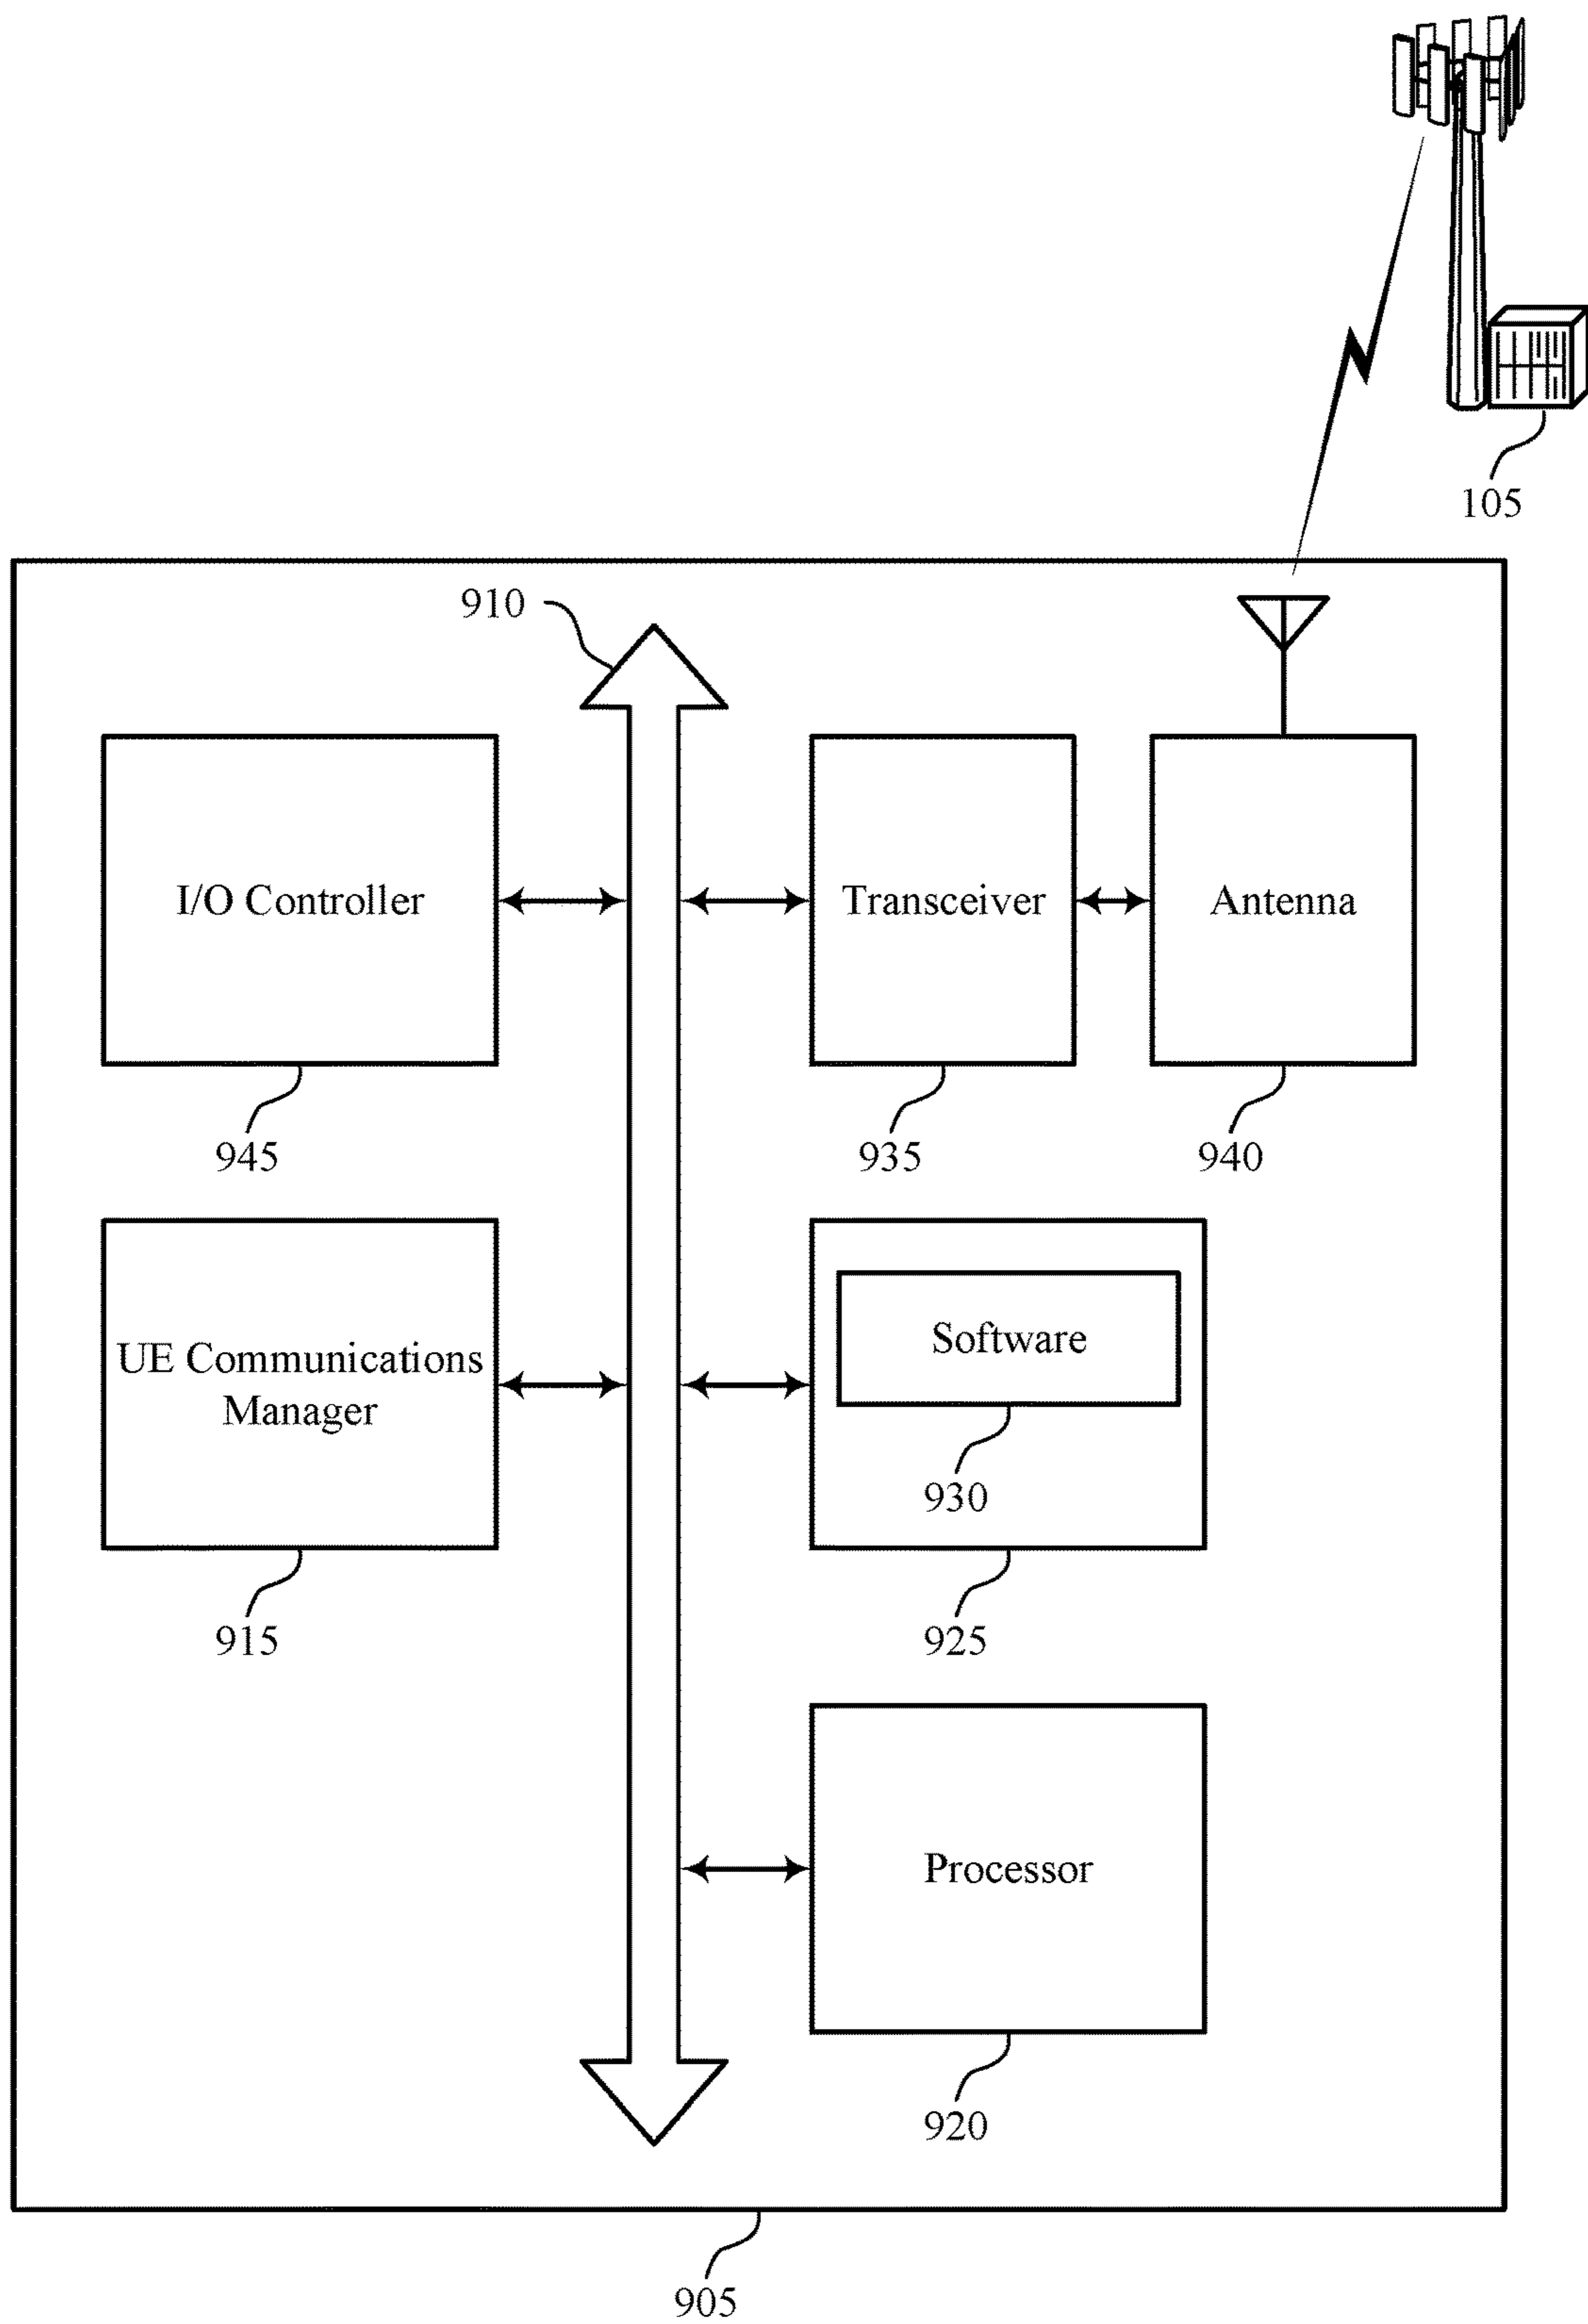 105
910
I/O Controller
Transceiver
Antenna
945
935
940
UE Communications
Manager
Software
930
915
925
Processor
920
905